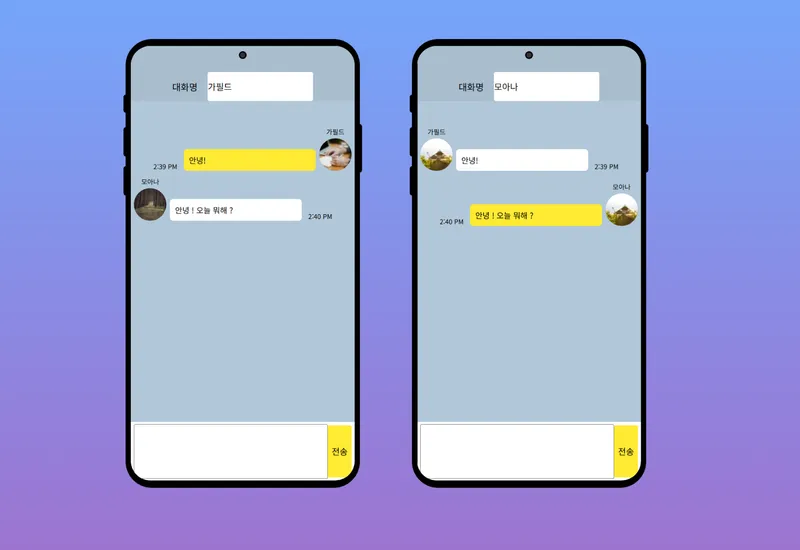 대화명 가필드
가필드
안녕!
2:39 PM
모아나
안녕 ! 오늘 뭐해 ?
2:40 PM
전송
대화명 모아나
가필드
안녕!
2:39 PM
모아나
안녕 ! 오늘 뭐해 ?
2:40 PM
전송